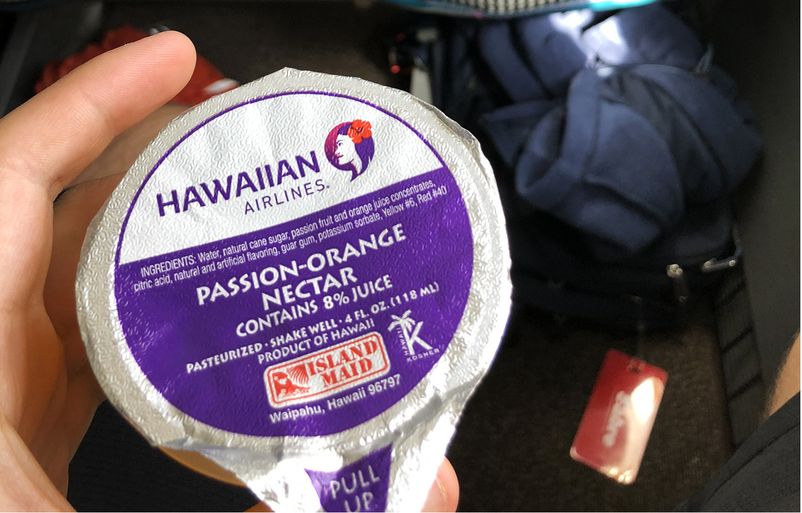 HAWAIIAN
AIRLINES®
INGREDIENTS: Water, natural cane sugar, passion fruit and orange juice concentrates,
citric acid, natural and artificial flavoring, guar gum, potassium sorbate, Yellow #6, Red #40
PASSION-ORANGE
NECTAR
CONTAINS 8% JUICE
PASTEURIZED · SHAKE WELL · 4 FL. OZ. (118 ML)
PRODUCT OF HAWAII
HAWAII
K
KOSHER
ISLAND
MAID
Waipahu, Hawaii 96797
PULL
UP